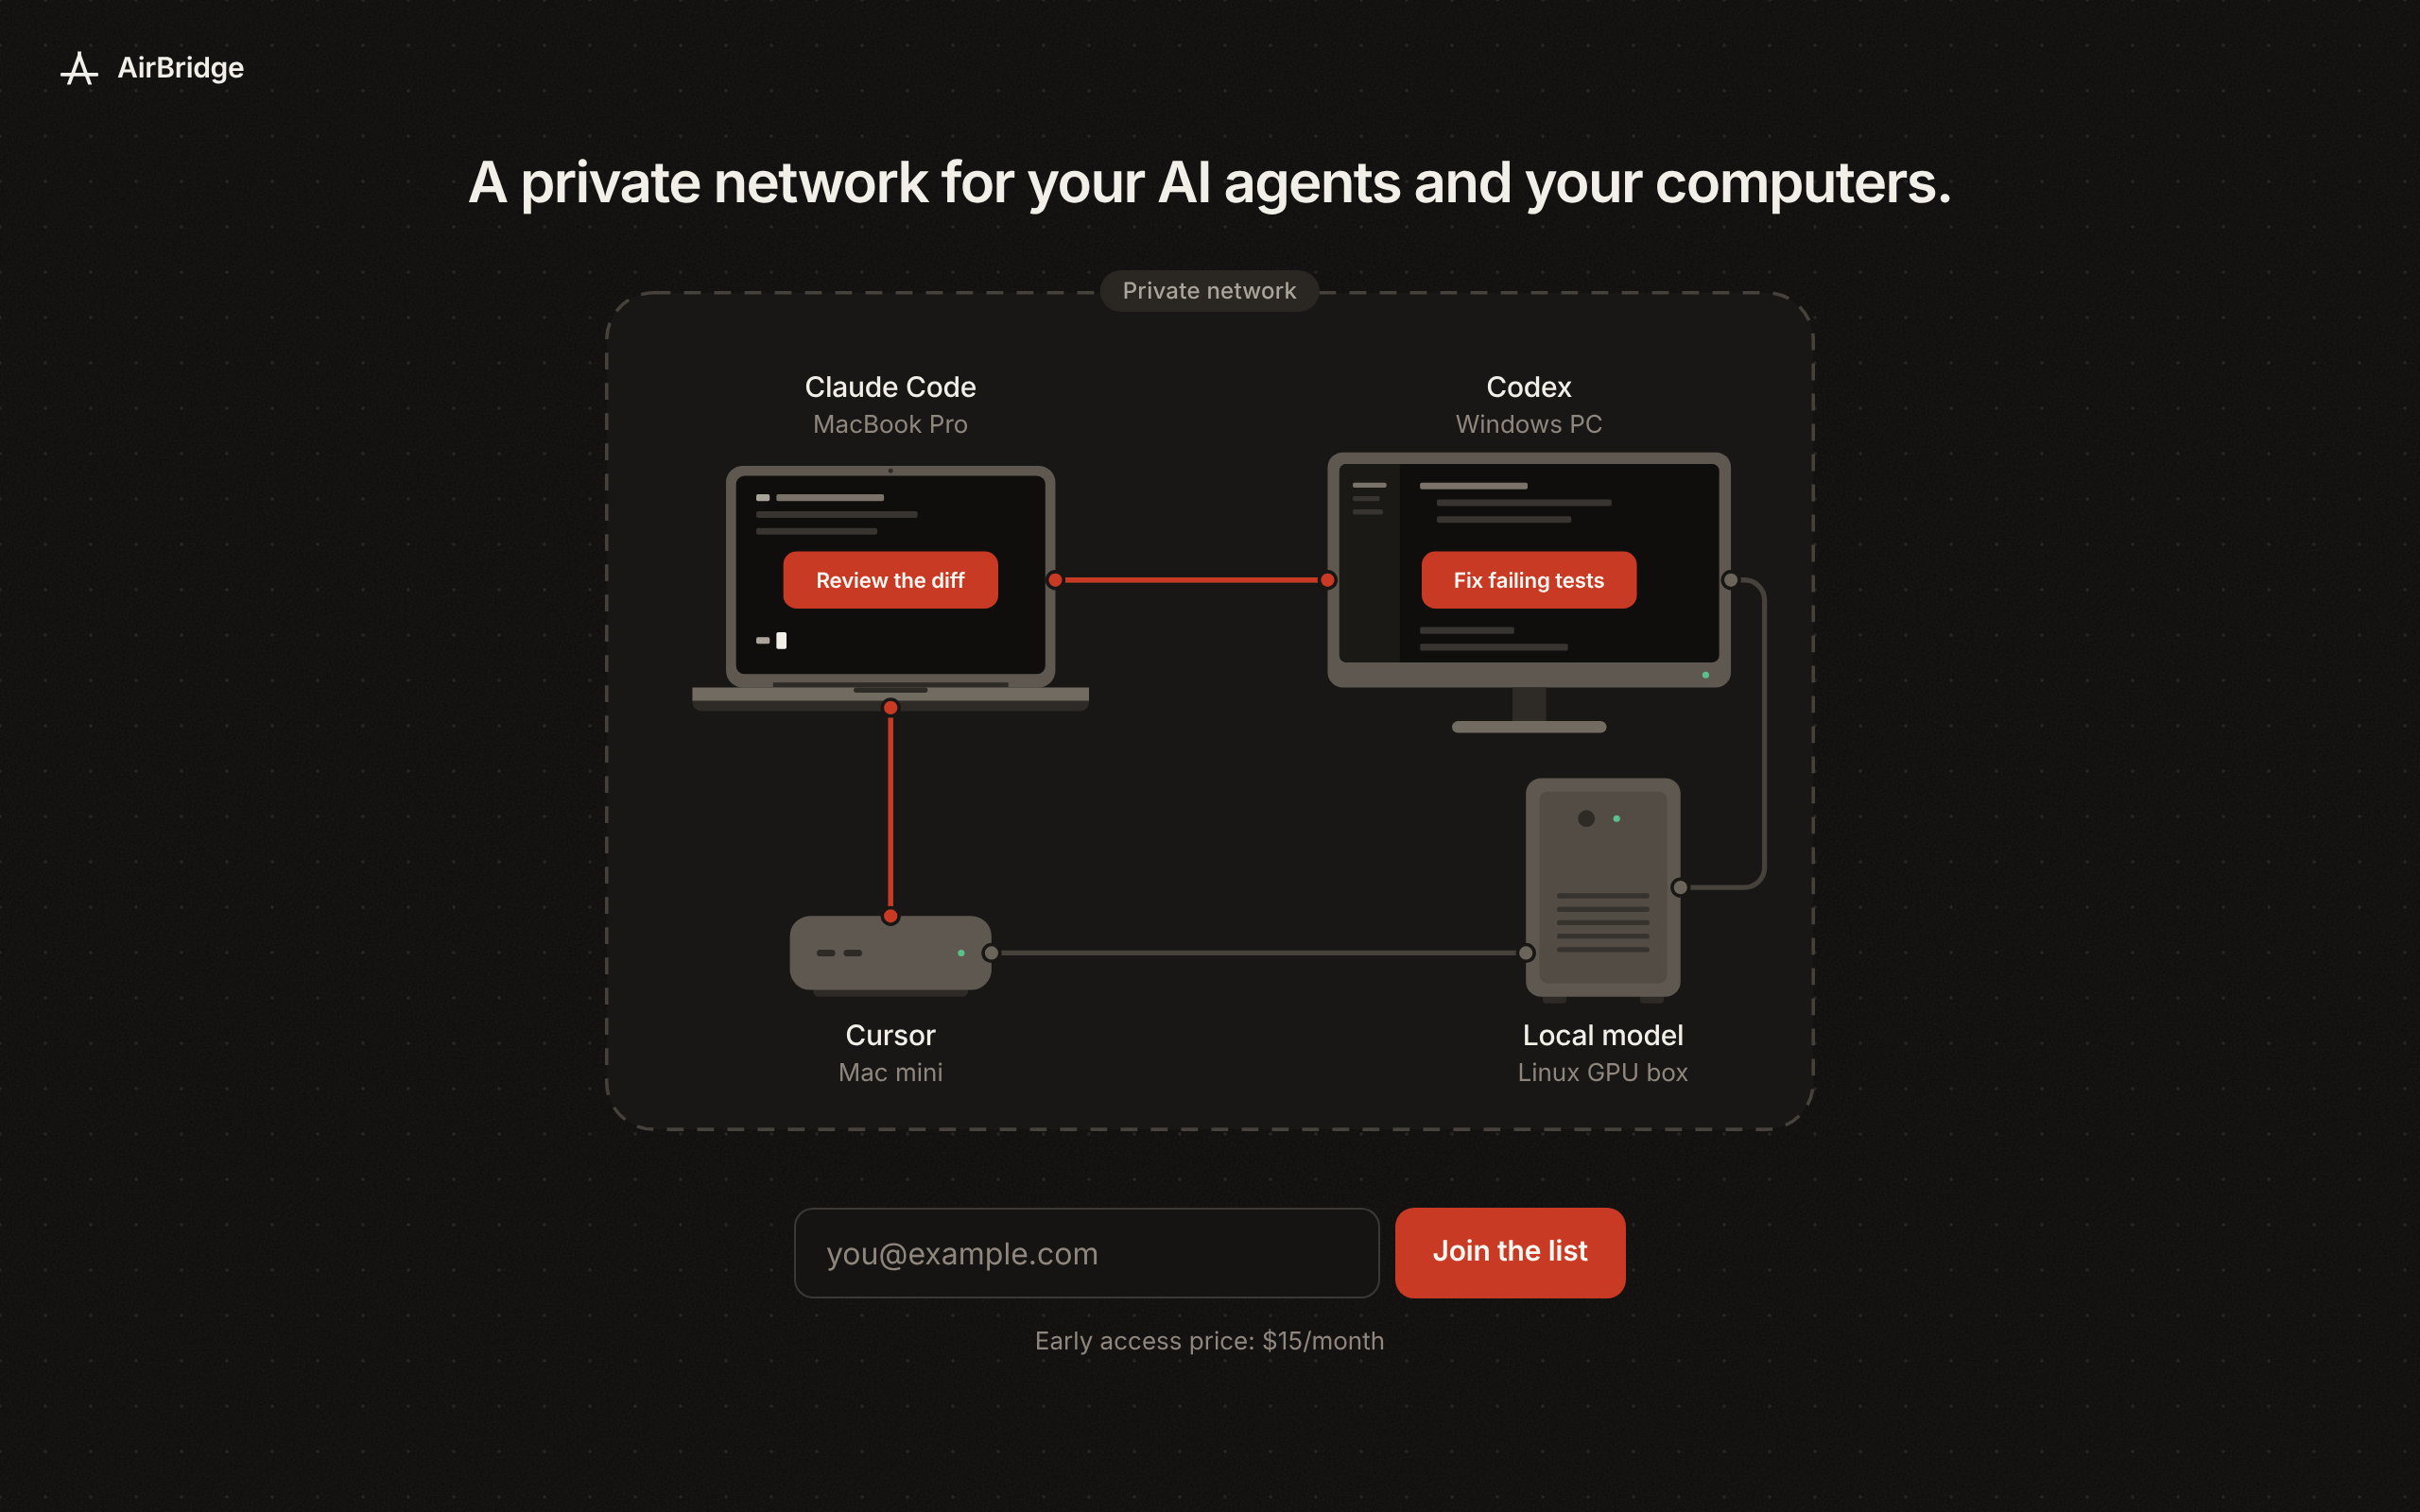 AirBridge
A private network for your AI agents and your computers.
Private network
Claude Code
MacBook Pro
Codex
Windows PC
Review the diff
Fix failing tests
Cursor
Mac mini
Local model
Linux GPU box
you@example.com
Join the list
Early access price: $15/month